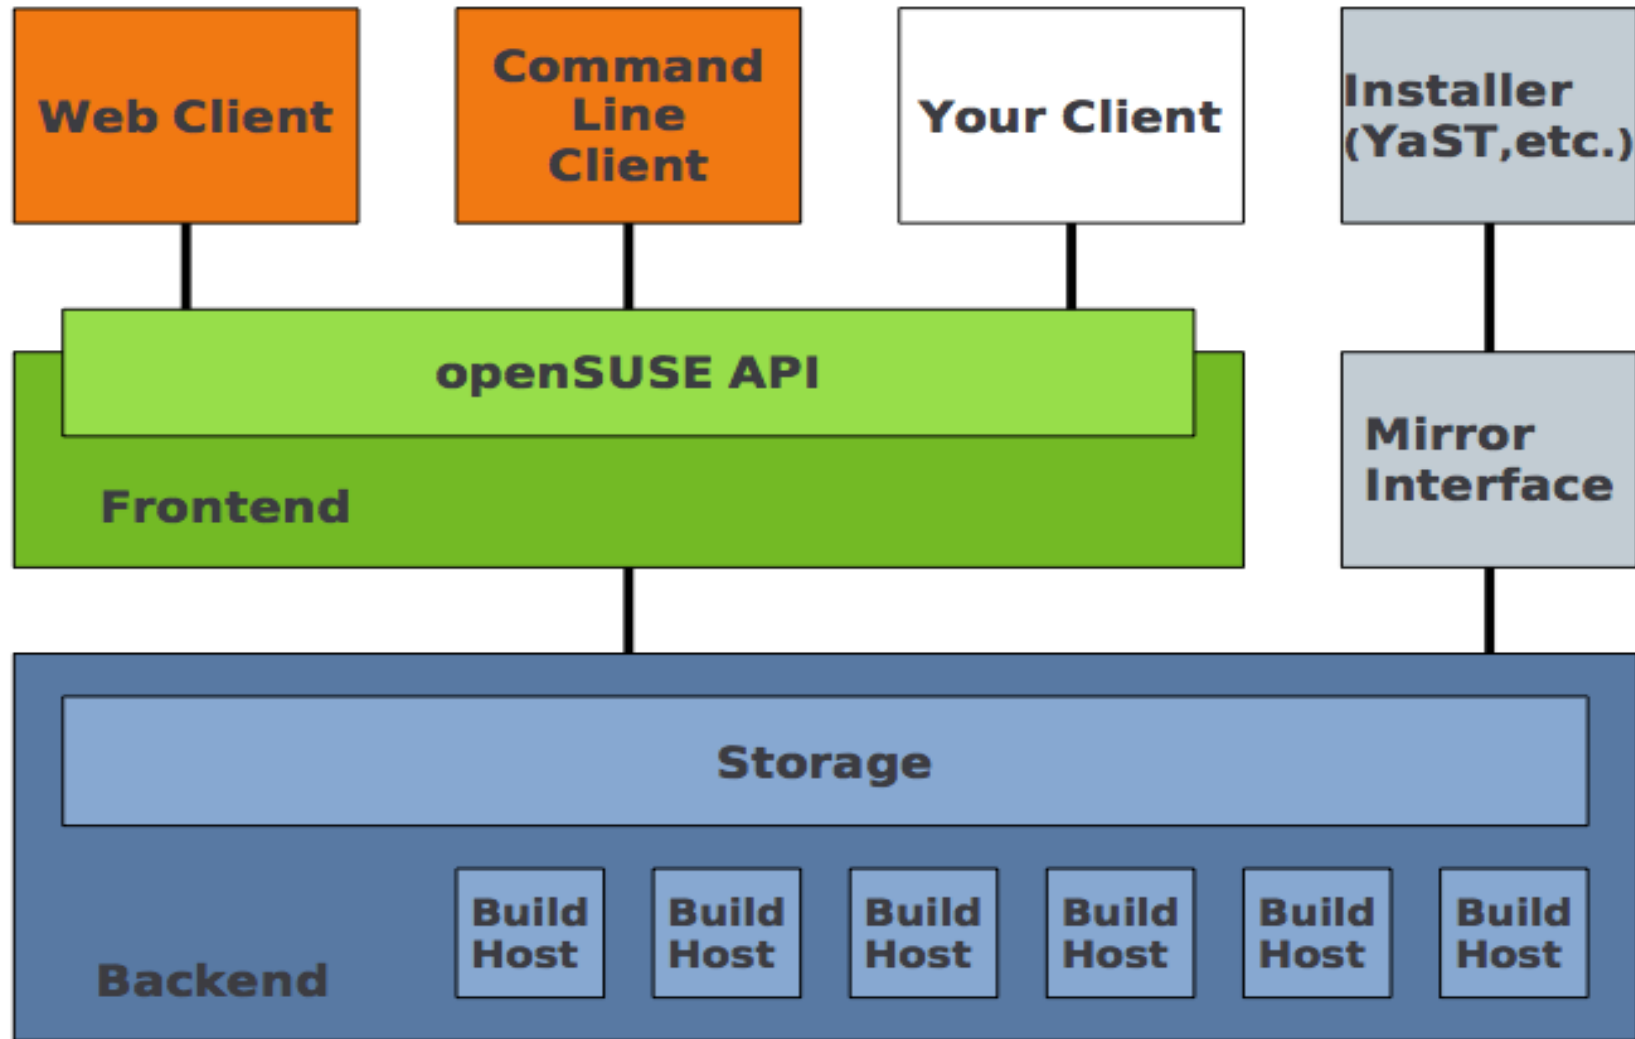 Web Client
Command
Line
Client
Your Client
Installer
(YaST,etc.)
openSUSE API
Frontend
Mirror
Interface
Storage
Build
Host
Build
Host
Build
Host
Build
Host
Build
Host
Build
Host
Backend